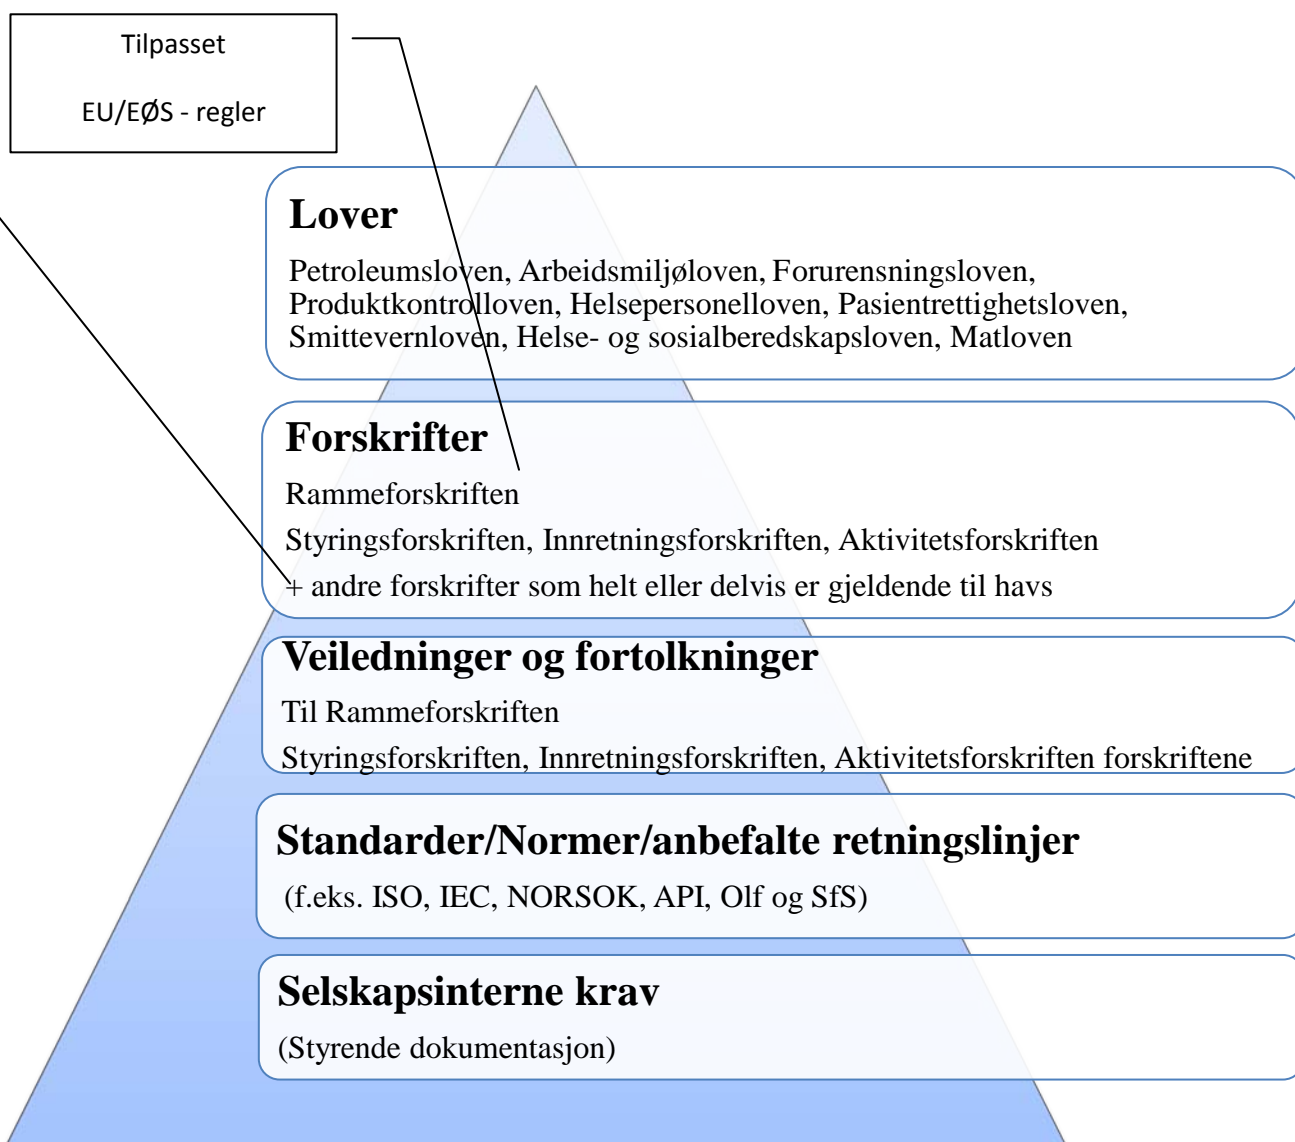 Tilpasset
EU/EØS - regler
Lover
Petroleumsloven, Arbeidsmiljøloven, Forurensningsloven,
Produktkontrolloven, Helsepersonelloven, Pasientrettighetsloven,
Smittevernloven, Helse- og sosialberedskapsloven, Matloven
Forskrifter
Rammeforskriften
Styringsforskriften, Innretningsforskriften, Aktivitetsforskriften
+ andre forskrifter som helt eller delvis er gjeldende til havs
Veiledninger og fortolkninger
Til Rammeforskriften
Styringsforskriften, Innretningsforskriften, Aktivitetsforskriften forskriftene
Standarder/Normer/anbefalte retningslinjer
(f.eks. ISO, IEC, NORSOK, API, Olf og SfS)
Selskapsinterne krav
(Styrende dokumentasjon)